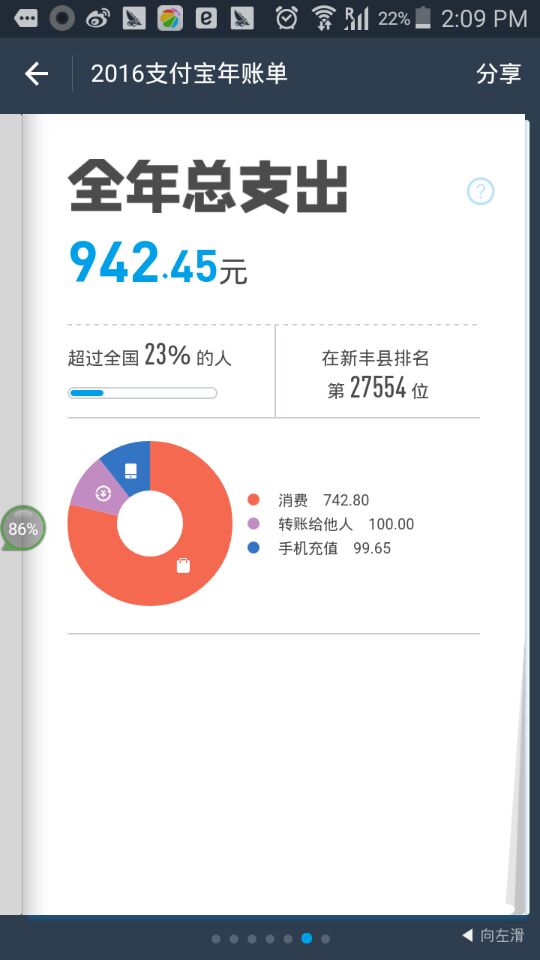 22% 2:09 PM
2016支付宝年账单 分享
全年总支出
?
942.45元
超过全国 23% 的人
在新丰县排名
第 27554 位
消费 742.80
转账给他人 100.00
手机充值 99.65
86%
向左滑